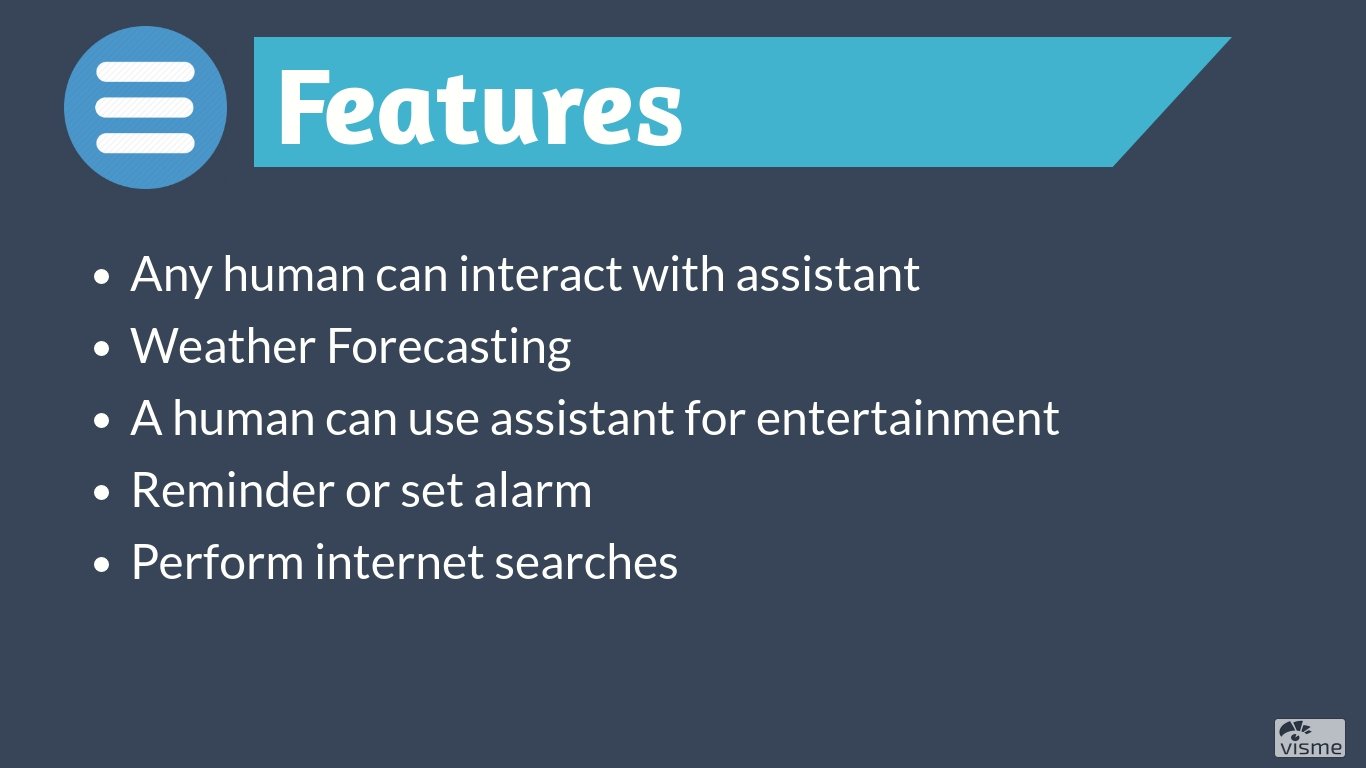 Features
• Any human can interact with assistant
• Weather Forecasting
• A human can use assistant for entertainment
• Reminder or set alarm
• Perform internet searches
visme